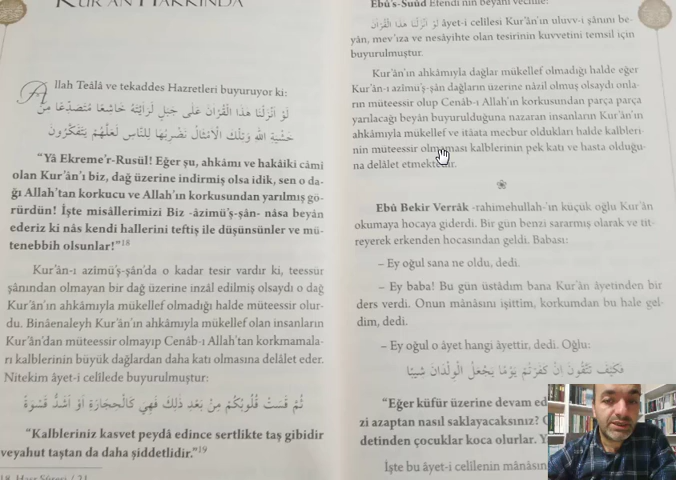 KUR'ÂN HAKKINDA
Allah Teâlâ ve tekaddes Hazretleri buyuruyor ki:
لَوْ اَنْزَلْنَا هٰذَا الْقُرْاٰنَ عَلٰى جَبَلٍ لَرَاَيْتَهُ خَاشِعًا مُتَصَدِّعًا مِنْ
خَشْيَةِ اللّٰهِ وَتِلْكَ الْاَمْثَالُ نَضْرِبُهَا لِلنَّاسِ لَعَلَّهُمْ يَتَفَكَّرُونَ
"Yâ Ekreme'r-Rusül! Eğer şu, ahkâmı ve hakâiki câmi
olan Kur'ân'ı biz, dağ üzerine indirmiş olsa idik, sen o da-
ğı Allah'tan korkucu ve Allah'ın korkusundan yarılmış gö-
rürdün! İşte misâllerimizi Biz -âzimü'ş-şân- nâsa beyân
ederiz ki nâs kendi hallerini teftiş ile düşünsünler ve mü-
tenebbih olsunlar!"18
Kur'ân-ı azîmü'ş-şân'da o kadar tesir vardır ki, teessür
şânından olmayan bir dağ üzerine inzâl edilmiş olsaydı o dağ
Kur'ân'ın ahkâmıyla mükellef olmadığı halde müteessir olur-
du. Binâenaleyh Kur'ân'ın ahkâmıyla mükellef olan insanların
Kur'ân'dan müteessir olmayıp Cenâb-ı Allah'tan korkmamala-
rı kalblerinin büyük dağlardan daha katı olmasına delâlet eder.
Nitekim âyet-i celîlede buyurulmuştur:
ثُمَّ قَسَتْ قُلُوبُكُمْ مِنْ بَعْدِ ذٰلِكَ فَهِيَ كَالْحِجَارَةِ اَوْ اَشَدُّ قَسْوَةً
"Kalbleriniz kasvet peydâ edince sertlikte taş gibidir
veyahut taştan da daha şiddetlidir."19
18 Haşr Sûresi / 21
Ebû's-Suûd Efendi'nin beyânı vechile:
لَوْ اَنْزَلْنَا هٰذَا الْقُرْاٰنَ âyet-i celîlesi Kur'ân'ın uluvv-i şânını be-
yân, mev'iza ve nesâyihte olan tesirinin kuvvetini temsil için
buyurulmuştur.
Kur'ân'ın ahkâmıyla dağlar mükellef olmadığı halde eğer
Kur'ân-ı azîmü'ş-şân dağların üzerine nâzil olmuş olsaydı onla-
rın müteessir olup Cenâb-ı Allah'ın korkusundan parça parça
yarılacağı beyân buyurulduğuna nazaran insanların Kur'ân'ın
ahkâmıyla mükellef ve itâata mecbur oldukları halde kalbleri-
nin müteessir olmaması kalblerinin pek katı ve hasta olduğu-
na delâlet etmektedir.
Ebû Bekir Verrâk -rahimehullah-'ın küçük oğlu Kur'ân
okumaya hocaya giderdi. Bir gün benzi sararmış olarak ve tit-
reyerek erkenden hocasından geldi. Babası:
– Ey oğul sana ne oldu, dedi.
– Ey baba! Bu gün üstâdım bana Kur'ân âyetinden bir
ders verdi. Onun mânâsını işittim, korkumdan bu hale gel-
dim, dedi.
– Ey oğul o âyet hangi âyettir, dedi. Oğlu:
فَكَيْفَ تَتَّقُونَ اِنْ كَفَرْتُمْ يَوْمًا يَجْعَلُ الْوِلْدَانَ شِيبًا
"Eğer küfür üzerine devam ed
zi azaptan nasıl saklayacaksınız?
detinden çocuklar koca olurlar. Y
İşte bu âyet-i celîlenin mânâsın